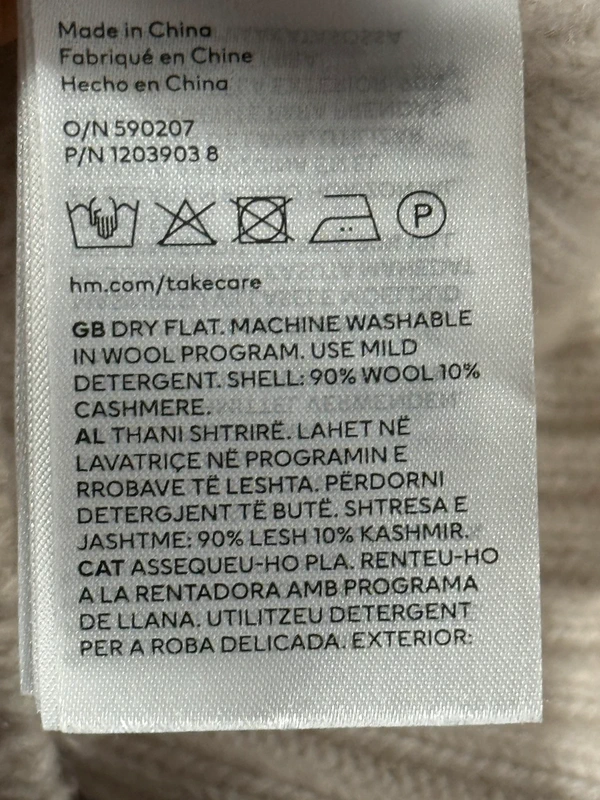 Made in China
Fabriqué en Chine
Hecho en China
O/N 590207
P/N 1203903 8
P
hm.com/takecare
GB DRY FLAT. MACHINE WASHABLE
IN WOOL PROGRAM. USE MILD
DETERGENT. SHELL: 90% WOOL 10%
CASHMERE.
AL THANI SHTRIRË. LAHET NË
LAVATRIÇE NË PROGRAMIN E
RROBAVE TË LESHTA. PËRDORNI
DETERGJENT TË BUTË. SHTRESA E
JASHTME: 90% LESH 10% KASHMIR.
CAT ASSEQUEU-HO PLA. RENTEU-HO
A LA RENTADORA AMB PROGRAMA
DE LLANA. UTILITZEU DETERGENT
PER A ROBA DELICADA. EXTERIOR: